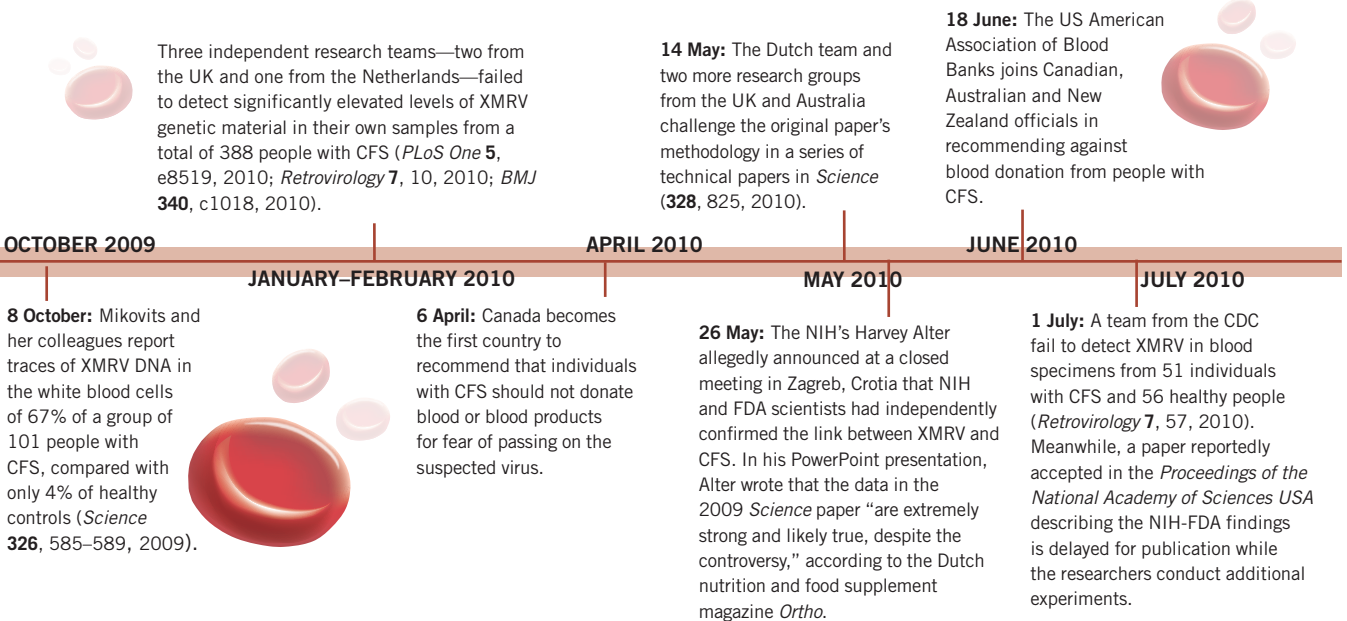 OCTOBER 2009
8 October: Mikovits and
her colleagues report
traces of XMRV DNA in
the white blood cells
of 67% of a group of
101 people with
CFS, compared with
only 4% of healthy
controls (Science
326, 585–589, 2009).
Three independent research teams—two from
the UK and one from the Netherlands—failed
to detect significantly elevated levels of XMRV
genetic material in their own samples from a
total of 388 people with CFS (PLoS One 5,
e8519, 2010; Retrovirology 7, 10, 2010; BMJ
340, c1018, 2010).
JANUARY–FEBRUARY 2010
APRIL 2010
6 April: Canada becomes
the first country to
recommend that individuals
with CFS should not donate
blood or blood products
for fear of passing on the
suspected virus.
14 May: The Dutch team and
two more research groups
from the UK and Australia
challenge the original paper’s
methodology in a series of
technical papers in Science
(328, 825, 2010).
MAY 2010
26 May: The NIH’s Harvey Alter
allegedly announced at a closed
meeting in Zagreb, Crotia that NIH
and FDA scientists had independently
confirmed the link between XMRV and
CFS. In his PowerPoint presentation,
Alter wrote that the data in the
2009 Science paper “are extremely
strong and likely true, despite the
controversy,” according to the Dutch
nutrition and food supplement
magazine Ortho.
18 June: The US American
Association of Blood
Banks joins Canadian,
Australian and New
Zealand officials in
recommending against
blood donation from people with
CFS.
JUNE 2010
JULY 2010
1 July: A team from the CDC
fail to detect XMRV in blood
specimens from 51 individuals
with CFS and 56 healthy people
(Retrovirology 7, 57, 2010).
Meanwhile, a paper reportedly
accepted in the Proceedings of the
National Academy of Sciences USA
describing the NIH-FDA findings
is delayed for publication while
the researchers conduct additional
experiments.